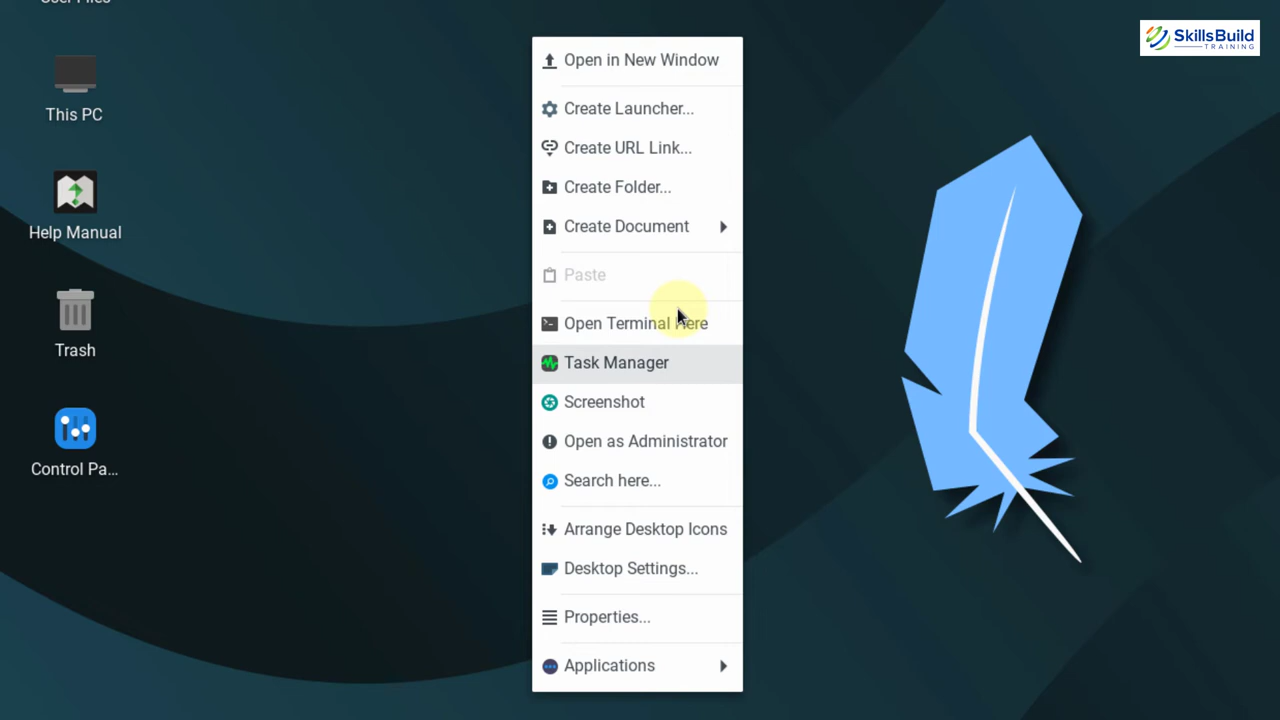 User Files
This PC
Help Manual
Trash
Control Pa...
Open in New Window
Create Launcher...
Create URL Link...
Create Folder...
Create Document
Paste
Open Terminal Here
Task Manager
Screenshot
Open as Administrator
Search here...
Arrange Desktop Icons
Desktop Settings...
Properties...
Applications
SkillsBuild
TRAINING